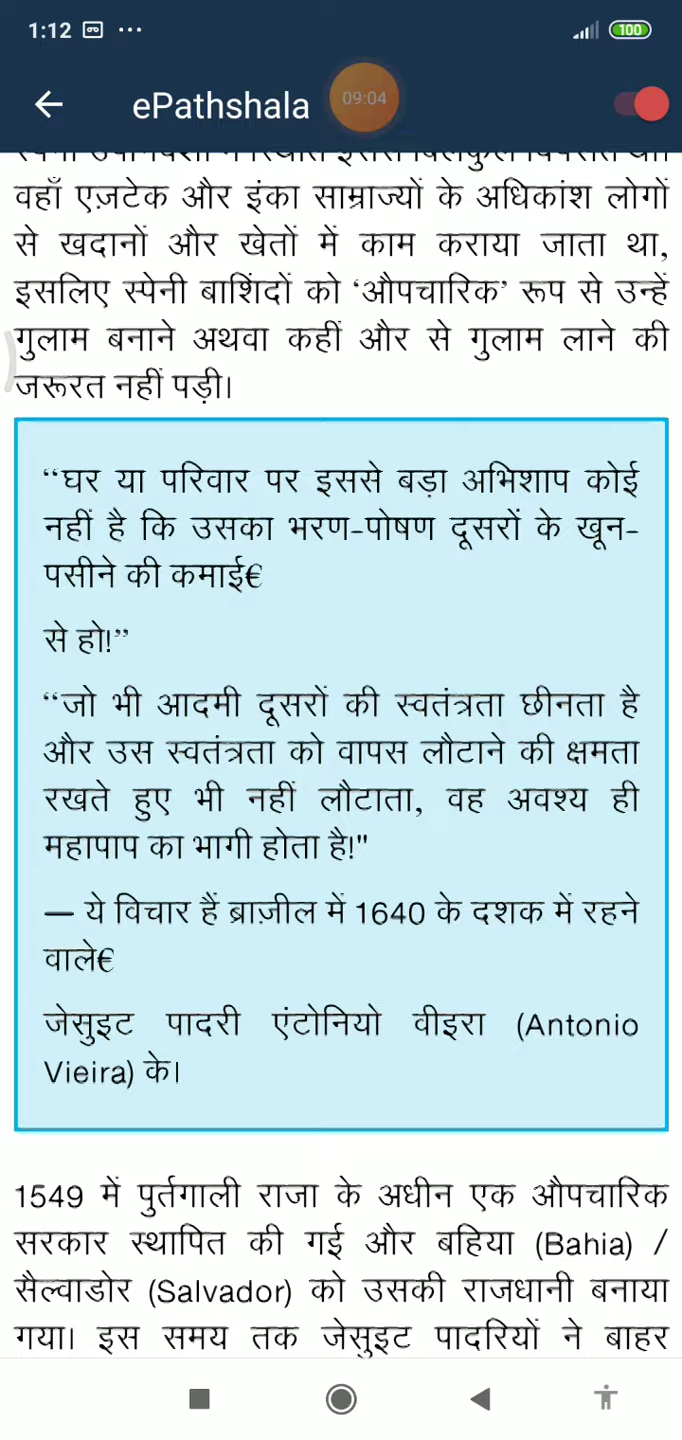 1:12
100
ePathshala
09:04
वहाँ एज़टेक और इंका साम्राज्यों के अधिकांश लोगों
से खदानों और खेतों में काम कराया जाता था,
इसलिए स्पेनी बाशिंदों को ‘औपचारिक’ रूप से उन्हें
गुलाम बनाने अथवा कहीं और से गुलाम लाने की
जरूरत नहीं पड़ी।
“घर या परिवार पर इससे बड़ा अभिशाप कोई
नहीं है कि उसका भरण-पोषण दूसरों के खून-
पसीने की कमाई€
से हो!”
“जो भी आदमी दूसरों की स्वतंत्रता छीनता है
और उस स्वतंत्रता को वापस लौटाने की क्षमता
रखते हुए भी नहीं लौटाता, वह अवश्य ही
महापाप का भागी होता है!"
— ये विचार हैं ब्राज़ील में 1640 के दशक में रहने
वाले€
जेसुइट पादरी एंटोनियो वीइरा (Antonio
Vieira) के।
1549 में पुर्तगाली राजा के अधीन एक औपचारिक
सरकार स्थापित की गई और बहिया (Bahia) /
सैल्वाडोर (Salvador) को उसकी राजधानी बनाया
गया। इस समय तक जेसुइट पादरियों ने बाहर